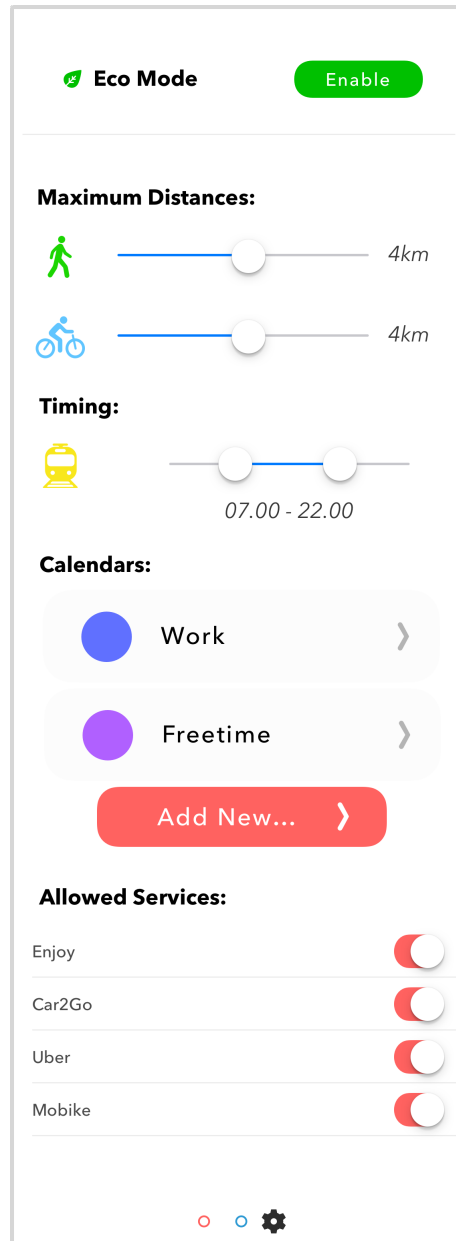 Eco Mode
Enable
Maximum Distances:
4km
4km
Timing:
07.00 - 22.00
Calendars:
Work
Freetime
Add New...
Allowed Services:
Enjoy
Car2Go
Uber
Mobike